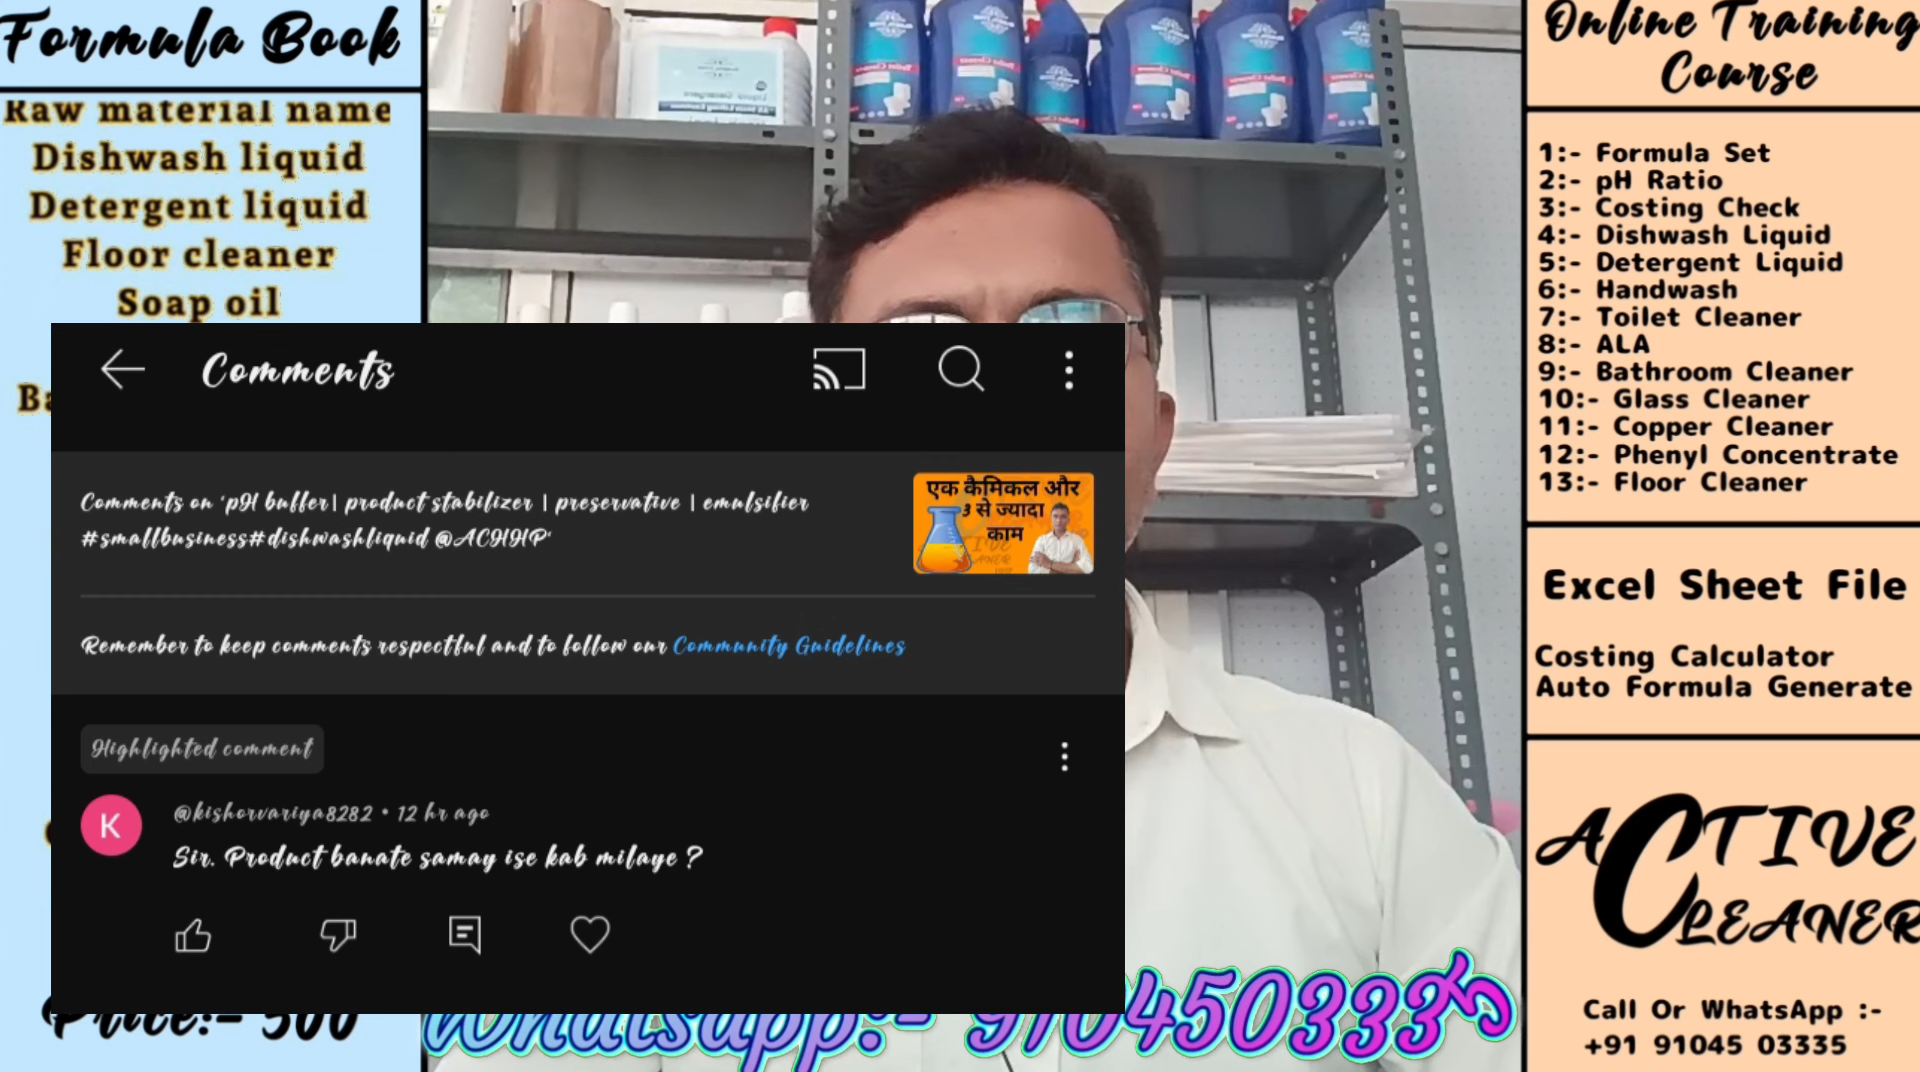 Formula Book
Raw material name
Dishwash liquid
Detergent liquid
Floor cleaner
Soap oil
Ba
Price:- 500
Comments
Comments on 'pH buffer| product stabilizer | preservative | emulsifier
#smallbusiness#dishwashliquid @ACHHP'
एक कैमिकल और
3 से ज्यादा
काम
Remember to keep comments respectful and to follow our Community Guidelines
Highlighted comment
K
@kishorvariya8282 • 12 hr ago
Sir. Product banate samay ise kab milaye ?
Whatsapp:- 910450333
Online Training
Course
1:- Formula Set
2:- pH Ratio
3:- Costing Check
4:- Dishwash Liquid
5:- Detergent Liquid
6:- Handwash
7:- Toilet Cleaner
8:- ALA
9:- Bathroom Cleaner
10:- Glass Cleaner
11:- Copper Cleaner
12:- Phenyl Concentrate
13:- Floor Cleaner
Excel Sheet File
Costing Calculator
Auto Formula Generate
ACTIVE
CLEANER
Call Or WhatsApp :-
+91 91045 03335